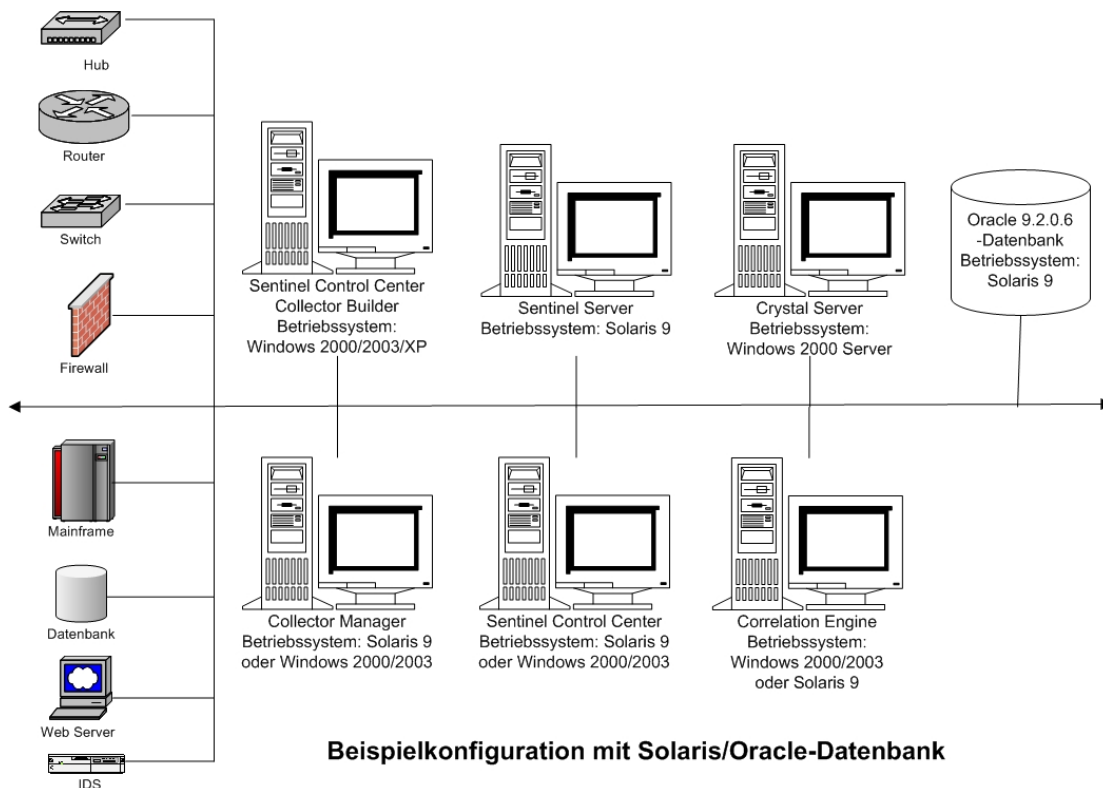 Hub
Router
Switch
Firewall
Mainframe
Datenbank
Web Server
IDS
Sentinel Control Center
Collector Builder
Betriebssystem:
Windows 2000/2003/XP
Sentinel Server
Betriebssystem: Solaris 9
Crystal Server
Betriebssystem:
Windows 2000 Server
Oracle 9.2.0.6
-Datenbank
Betriebssystem:
Solaris 9
Collector Manager
Betriebssystem: Solaris 9
oder Windows 2000/2003
Sentinel Control Center
Betriebssystem: Solaris 9
oder Windows 2000/2003
Correlation Engine
Betriebssystem:
Windows 2000/2003
oder Solaris 9
Beispielkonfiguration mit Solaris/Oracle-Datenbank